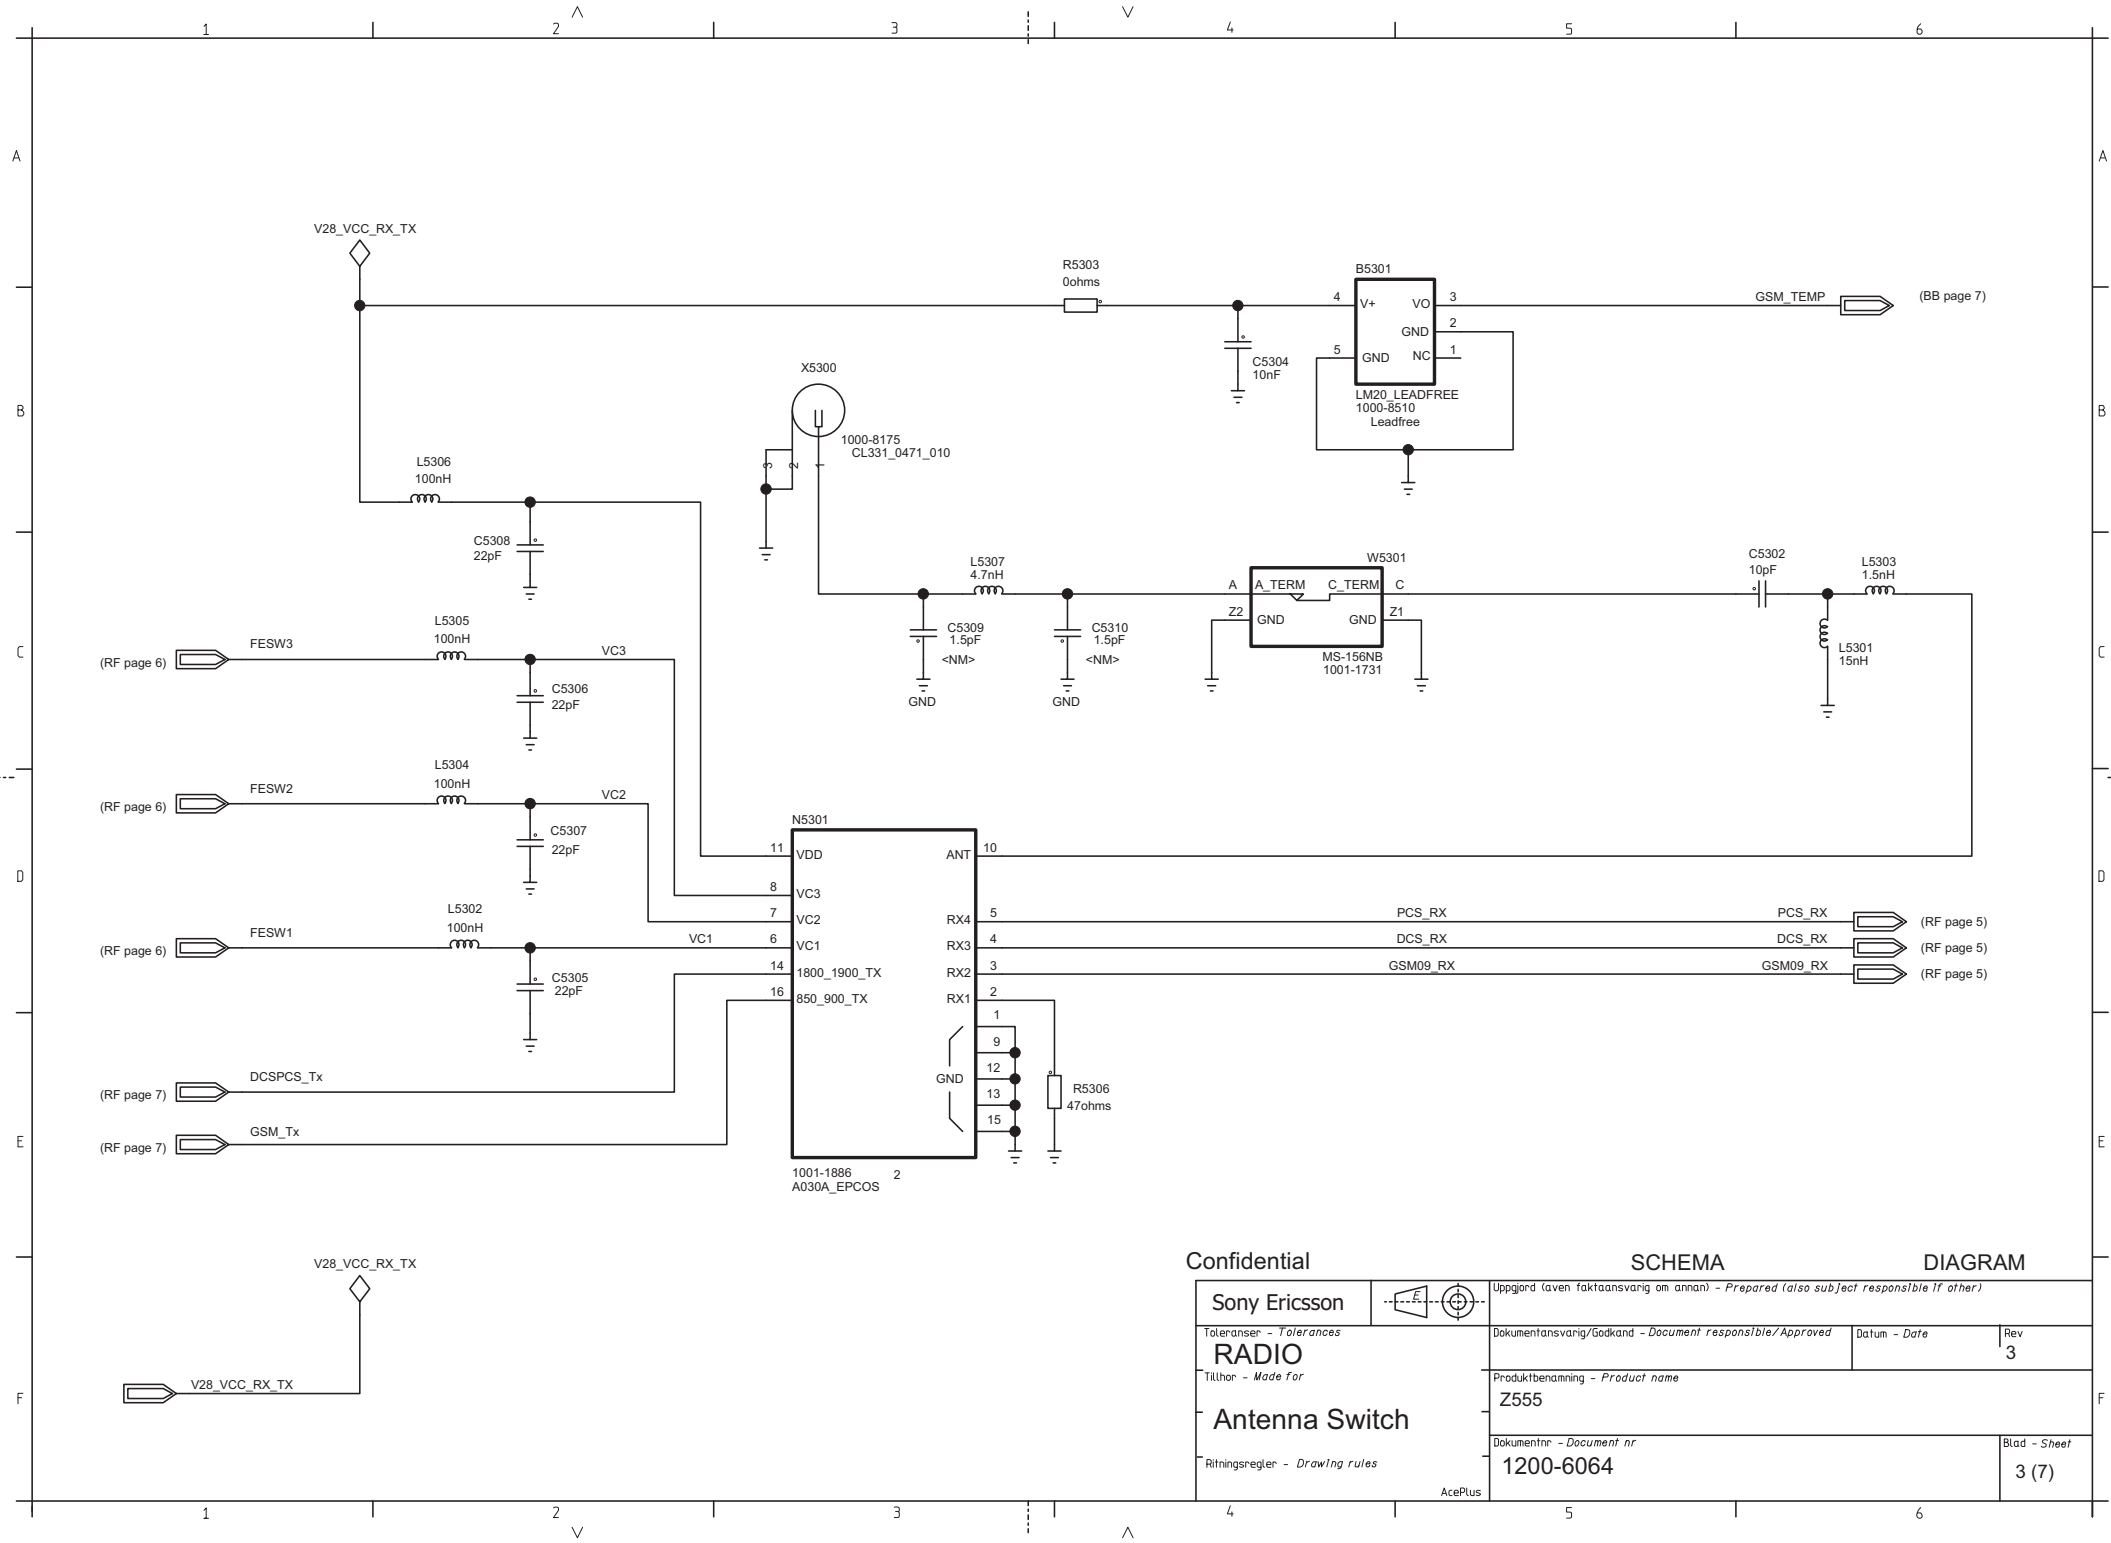 1 2 3 4 5 6
A A
V28_VCC_RX_TX
R5303
0ohms
B5301
4 V+ VO 3
GND 2
5 GND NC 1
LM20_LEADFREE
1000-8510
Leadfree
GSM_TEMP
(BB page 7)
C5304
10nF
X5300
1000-8175
CL331_0471_010
3 2 1
B B
L5306
100nH
C5308
22pF
L5307
4.7nH
C5309
1.5pF
<NM>
GND
C5310
1.5pF
<NM>
GND
W5301
A A_TERM C_TERM C
Z2 GND GND Z1
MS-156NB
1001-1731
C5302
10pF
L5303
1.5nH
L5301
15nH
C C
(RF page 6) FESW3
L5305
100nH
VC3
C5306
22pF
(RF page 6) FESW2
L5304
100nH
VC2
C5307
22pF
D D
(RF page 6) FESW1
L5302
100nH
VC1
C5305
22pF
N5301
11 VDD ANT 10
8 VC3
7 VC2 RX4 5
6 VC1 RX3 4
14 1800_1900_TX RX2 3
16 850_900_TX RX1 2
1
9
12
GND
13
15
1001-1886 2
A030A_EPCOS
PCS_RX PCS_RX (RF page 5)
DCS_RX DCS_RX (RF page 5)
GSM09_RX GSM09_RX (RF page 5)
R5306
47ohms
(RF page 7) DCSPCS_Tx
(RF page 7) GSM_Tx
E E
V28_VCC_RX_TX
V28_VCC_RX_TX
F F
Confidential SCHEMA DIAGRAM
Sony Ericsson
E
Uppgjord (aven faktaansvarig om annan) - Prepared (also subject responsible if other)
Toleranser - Tolerances
RADIO
Dokumentansvarig/Godkand - Document responsible/Approved
Datum - Date
Rev
3
Tillhor - Made for
Antenna Switch
Produktbenamning - Product name
Z555
Ritningsregler - Drawing rules
AcePlus
Dokumentnr - Document nr
1200-6064
Blad - Sheet
3 (7)
1 2 3 4 5 6